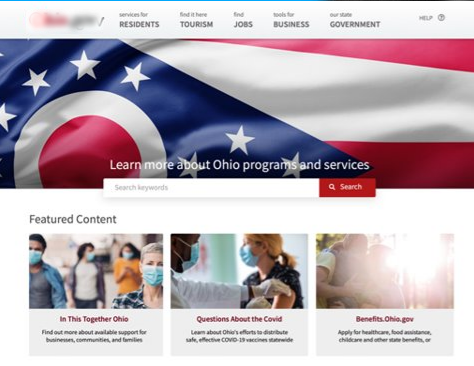 services for
RESIDENTS
find it here
TOURISM
find
JOBS
tools for
BUSINESS
our state
GOVERNMENT
HELP
Learn more about Ohio programs and services
Search keywords
Search
Featured Content
In This Together Ohio
Find out more about available support for
businesses, communities, and families
Questions About the Covid
Learn about Ohio's efforts to distribute
safe, effective COVID-19 vaccines statewide
Benefits.Ohio.gov
Apply for healthcare, food assistance,
childcare and other state benefits, or